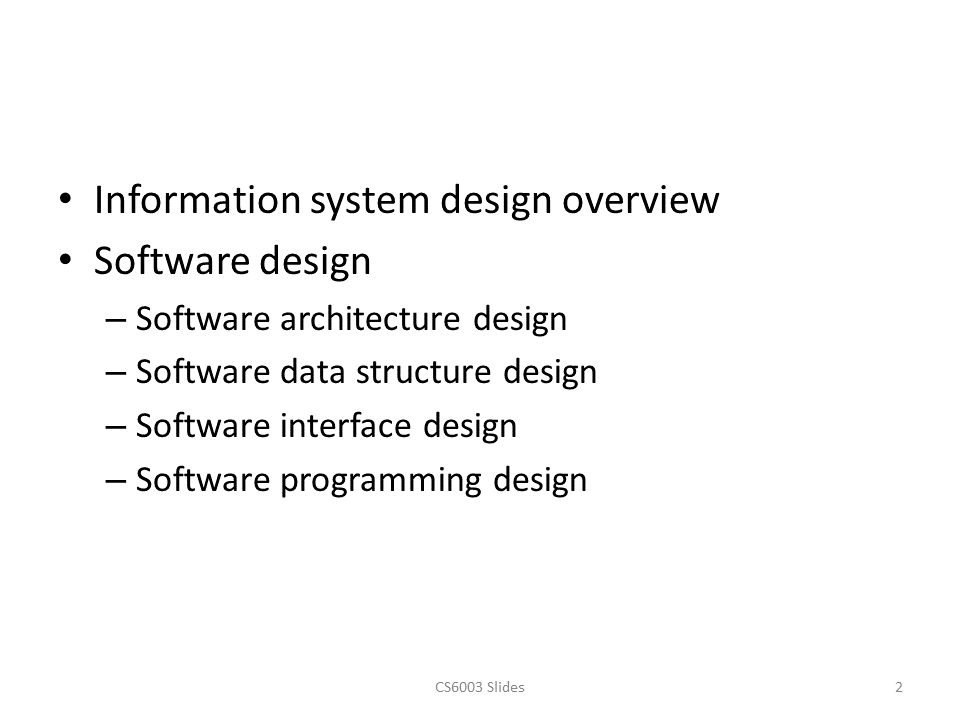 • Information system design overview
• Software design
– Software architecture design
– Software data structure design
– Software interface design
– Software programming design
CS6003 Slides 2